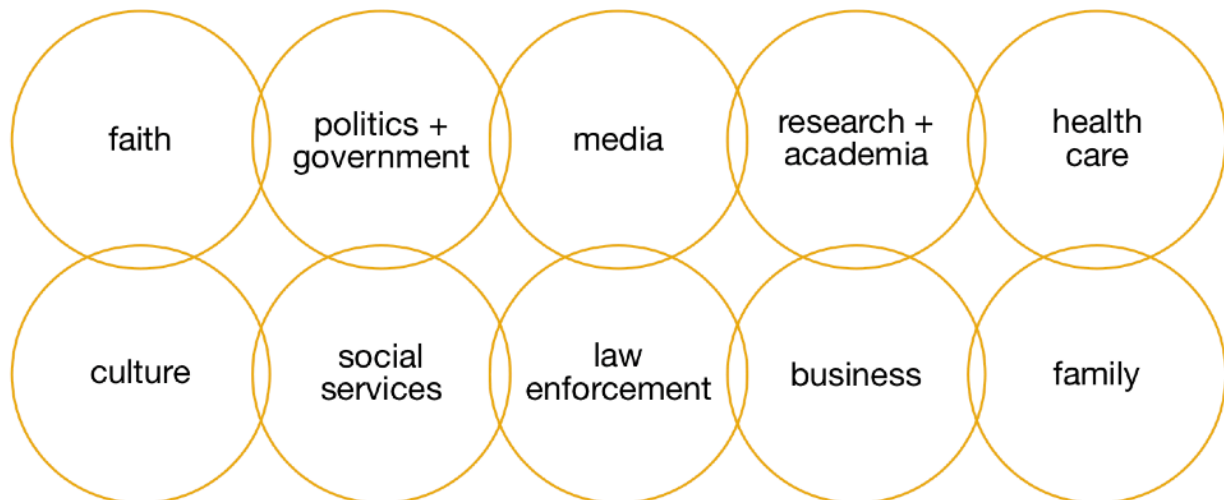 faith
politics +
government
media
research +
academia
health
care
culture
social
services
law
enforcement
business
family